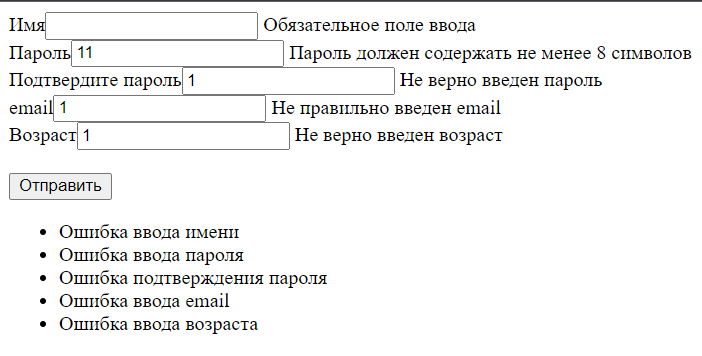 Имя Обязательное поле ввода
Пароль 11 Пароль должен содержать не менее 8 символов
Подтвердите пароль 1 Не верно введен пароль
email 1 Не правильно введен email
Возраст 1 Не верно введен возраст
Отправить
• Ошибка ввода имени
• Ошибка ввода пароля
• Ошибка подтверждения пароля
• Ошибка ввода email
• Ошибка ввода возраста